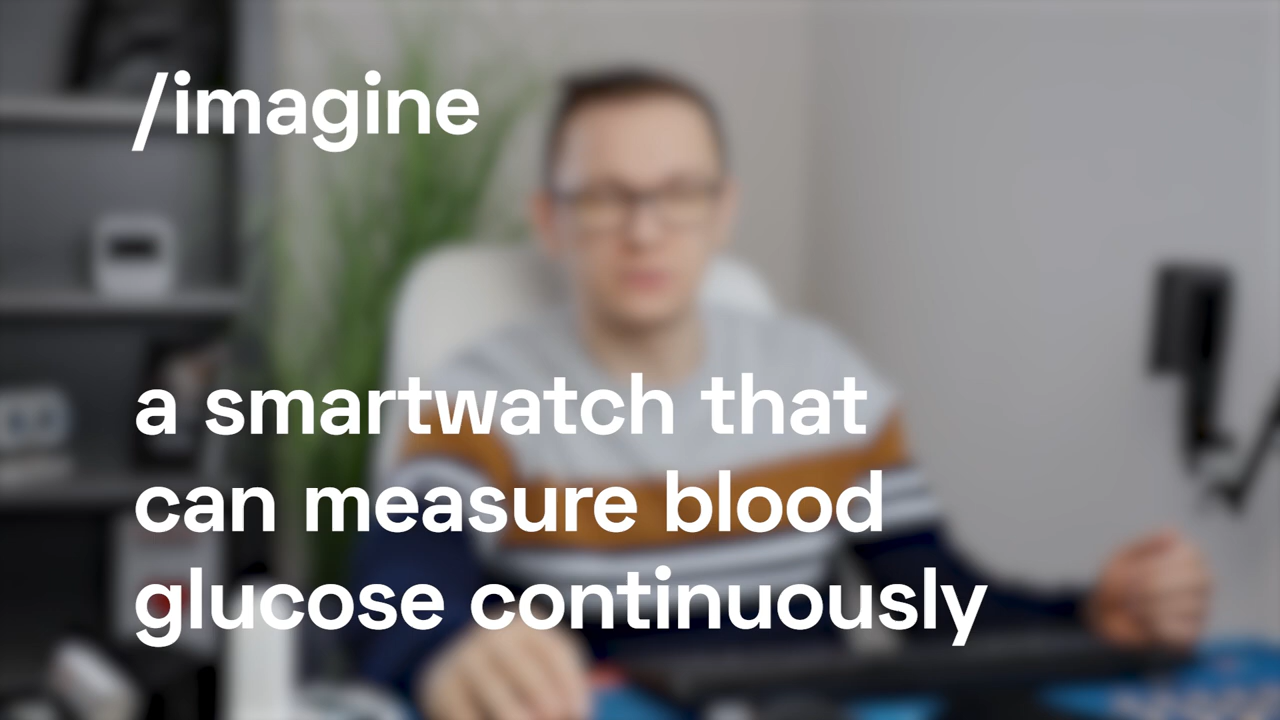 /imagine
a smartwatch that
can measure blood
glucose continuously